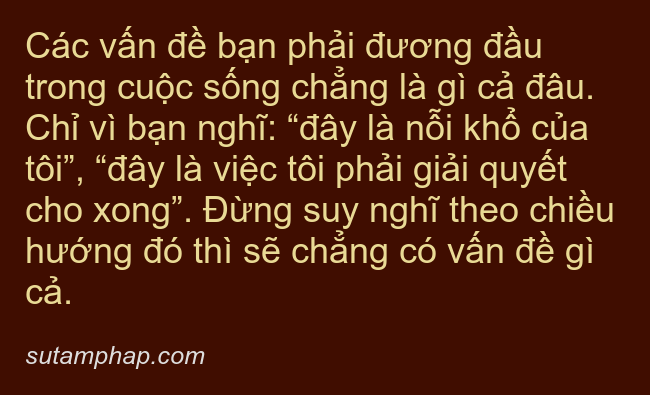 Các vấn đề bạn phải đương đầu
trong cuộc sống chẳng là gì cả đâu.
Chỉ vì bạn nghĩ: “đây là nỗi khổ của
tôi”, “đây là việc tôi phải giải quyết
cho xong”. Đừng suy nghĩ theo chiều
hướng đó thì sẽ chẳng có vấn đề gì
cả.
sutamphap.com